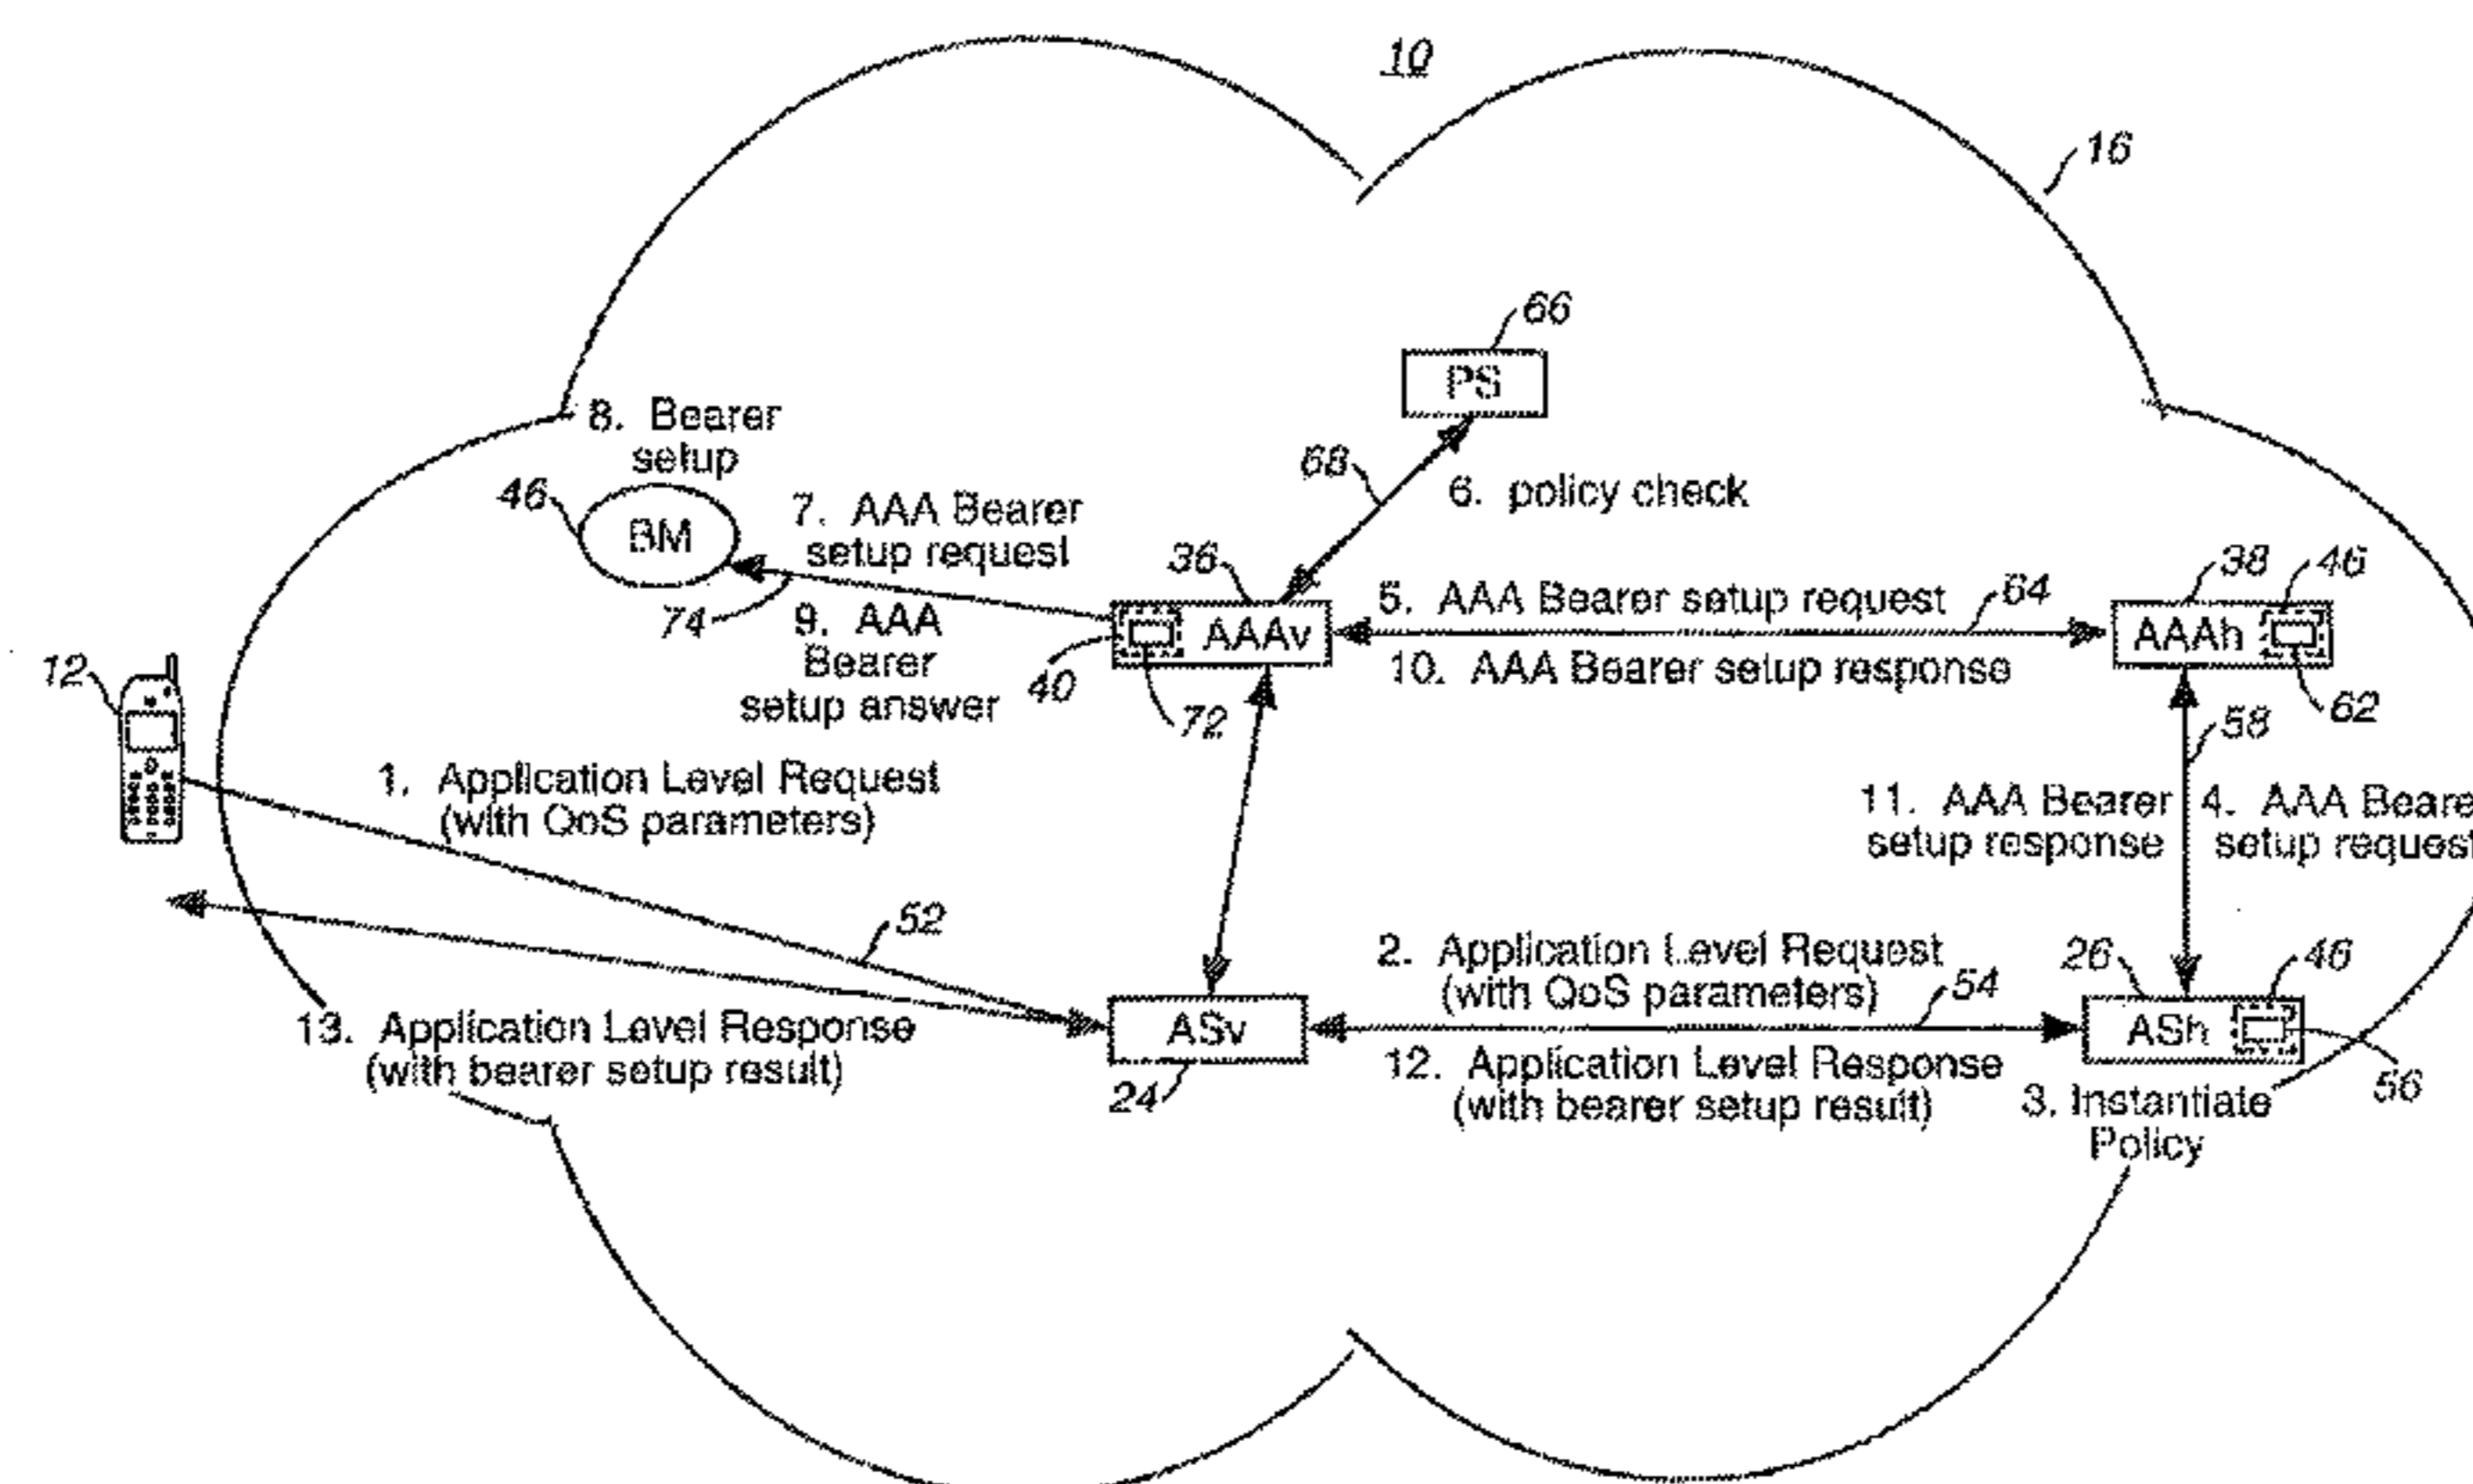 10
16
66
PS
68
6. policy check
8. Bearer
setup
46
BM
7. AAA Bearer
setup request
74
9. AAA
Bearer
setup answer
36
AAAv
40
72
5. AAA Bearer setup request
64
10. AAA Bearer setup response
38
46
AAAh
62
58
12
1. Application Level Request
(with QoS parameters)
11. AAA Bearer
setup response
4. AAA Beare
setup request
52
13. Application Level Response
(with bearer setup result)
ASv
24
2. Application Level Request
(with QoS parameters)
54
12. Application Level Response
(with bearer setup result)
26
46
ASh
56
3. Instantiate
Policy